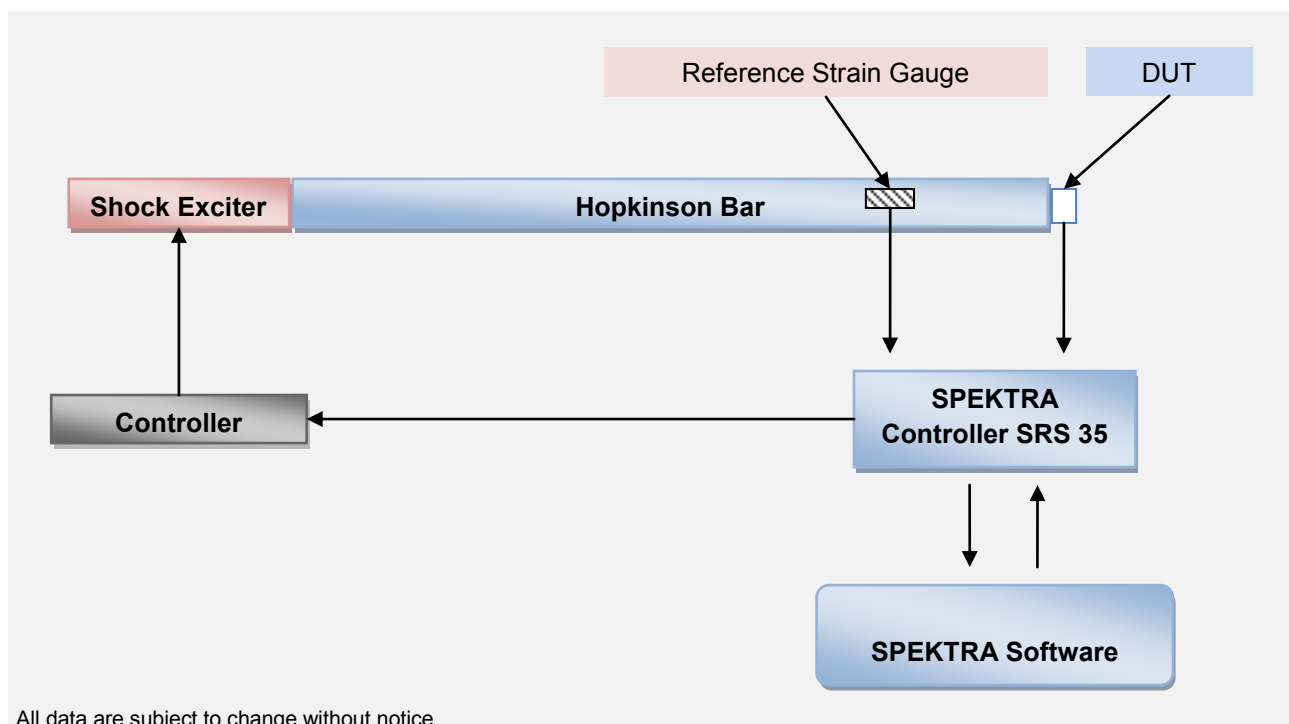 Reference Strain Gauge
DUT
Shock Exciter
Hopkinson Bar
Controller
SPEKTRA
Controller SRS 35
SPEKTRA Software
All data are subject to change without notice